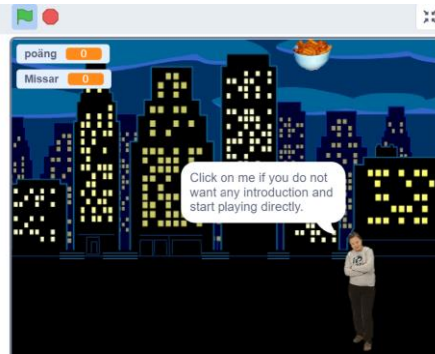 poäng 0
Missar 0
Click on me if you do not
want any introduction and
start playing directly.